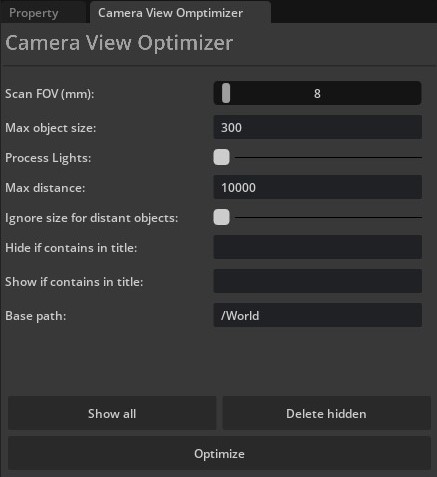 Property
Camera View Omptimizer
Camera View Optimizer
Scan FOV (mm): 8
Max object size: 300
Process Lights:
Max distance: 10000
Ignore size for distant objects:
Hide if contains in title:
Show if contains in title:
Base path: /World
Show all
Delete hidden
Optimize